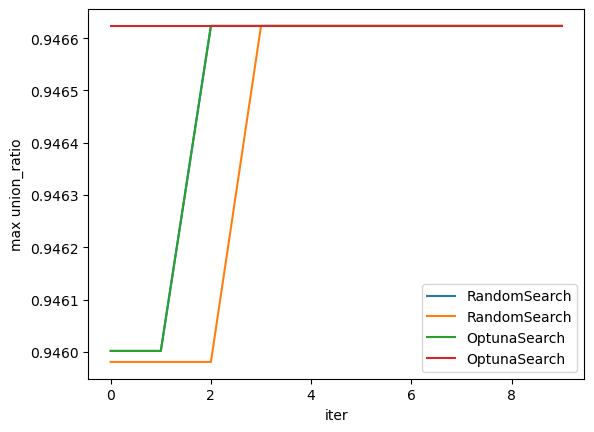 max union_ratio
0.9466
0.9465
0.9464
0.9463
0.9462
0.9461
0.9460
0
2
4
6
8
iter
RandomSearch
RandomSearch
OptunaSearch
OptunaSearch